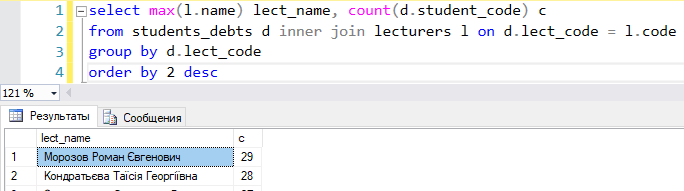 1 select max(l.name) lect_name, count(d.student_code) c
2 from students_debts d inner join lecturers l on d.lect_code = l.code
3 group by d.lect_code
4 order by 2 desc
121 %
Результаты Сообщения
lect_name c
1 Морозов Роман Євгенович 29
2 Кондратьєва Таїсія Георгіївна 28